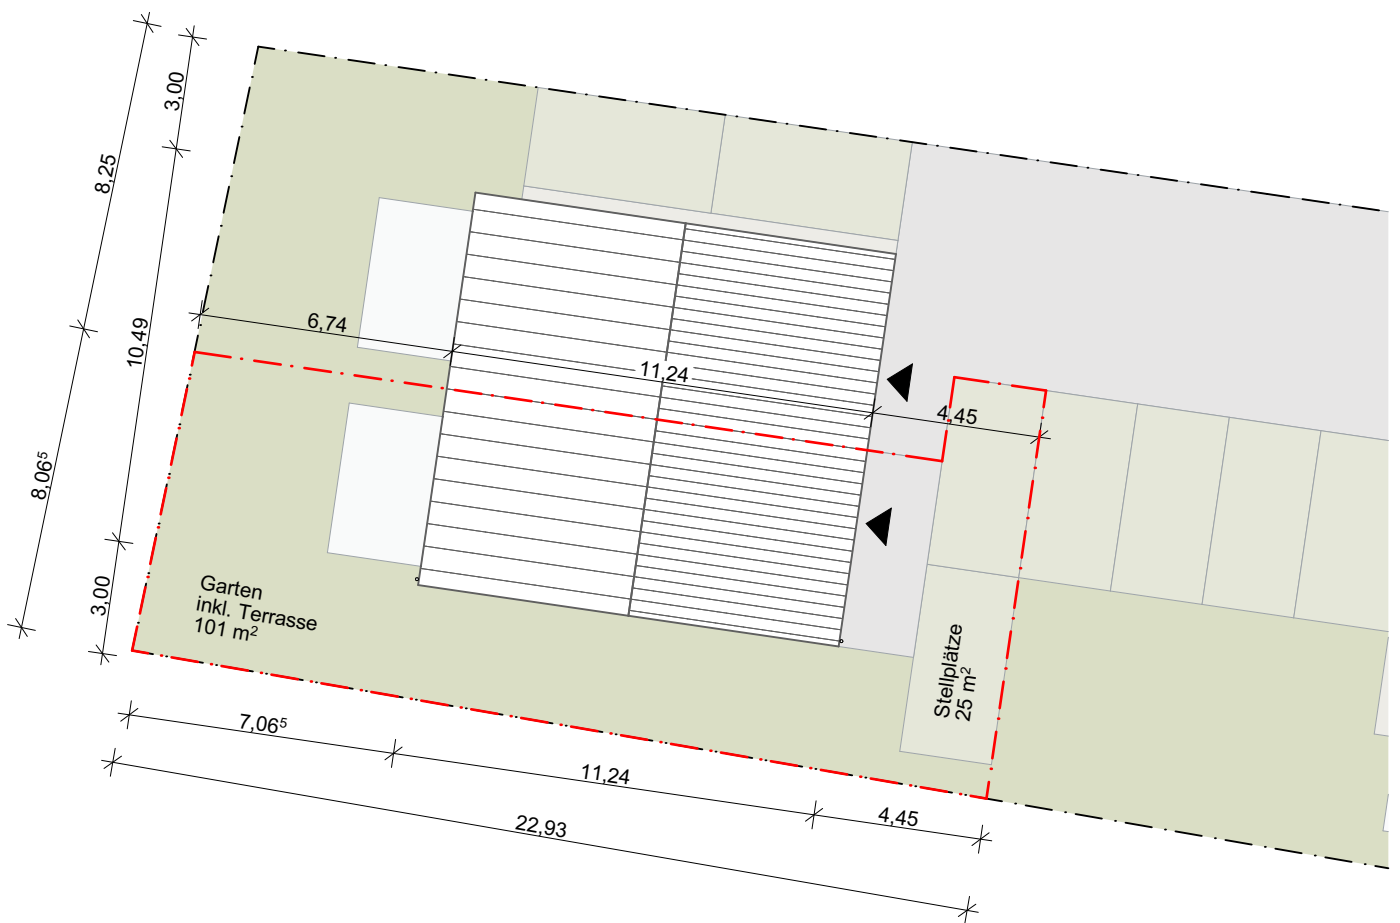 3,00
8,25
10,49
6,74
11,24
4,45
8,06⁵
3,00
Garten
inkl. Terrasse
101 m²
Stellplätze
25 m²
7,06⁵
11,24
4,45
22,93